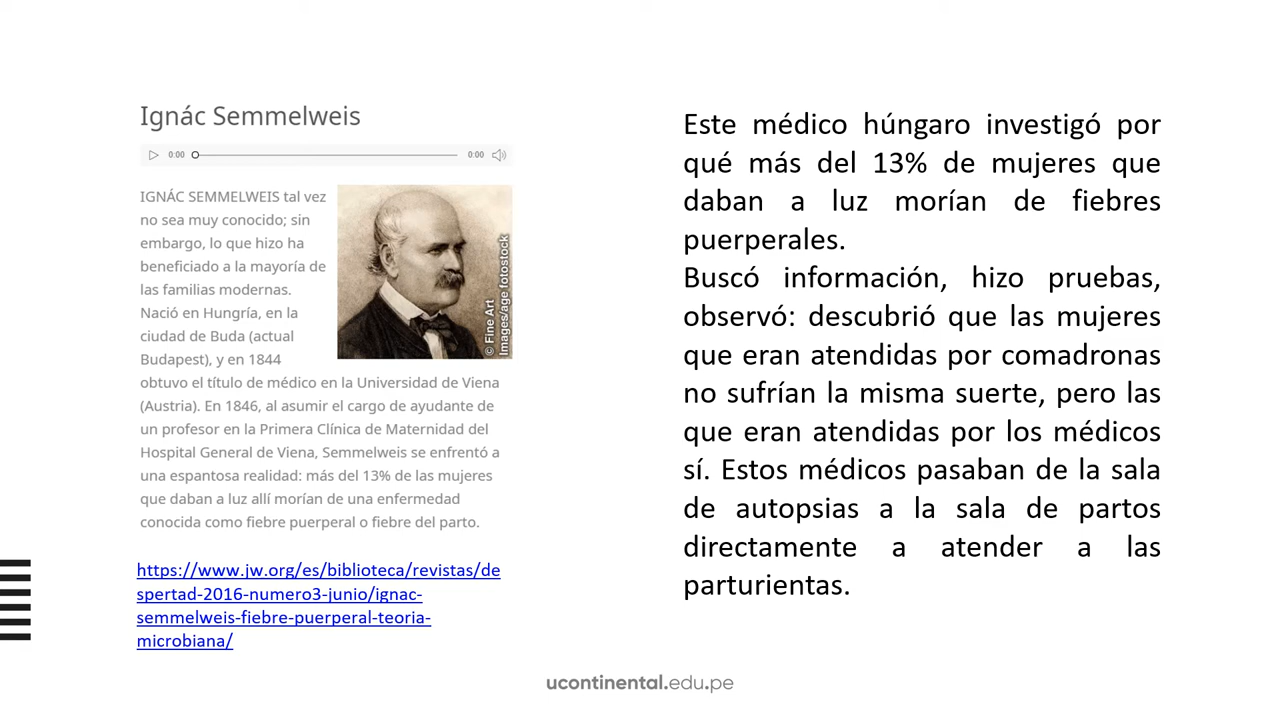 Ignác Semmelweis
0:00
0:00
IGNÁC SEMMELWEIS tal vez
no sea muy conocido; sin
embargo, lo que hizo ha
beneficiado a la mayoría de
las familias modernas.
Nació en Hungría, en la
ciudad de Buda (actual
Budapest), y en 1844
obtuvo el título de médico en la Universidad de Viena
(Austria). En 1846, al asumir el cargo de ayudante de
un profesor en la Primera Clínica de Maternidad del
Hospital General de Viena, Semmelweis se enfrentó a
una espantosa realidad: más del 13% de las mujeres
que daban a luz allí morían de una enfermedad
conocida como fiebre puerperal o fiebre del parto.
© Fine Art
Images/age fotostock
https://www.jw.org/es/biblioteca/revistas/de
spertad-2016-numero3-junio/ignac-
semmelweis-fiebre-puerperal-teoria-
microbiana/
Este médico húngaro investigó por
qué más del 13% de mujeres que
daban a luz morían de fiebres
puerperales.
Buscó información, hizo pruebas,
observó: descubrió que las mujeres
que eran atendidas por comadronas
no sufrían la misma suerte, pero las
que eran atendidas por los médicos
sí. Estos médicos pasaban de la sala
de autopsias a la sala de partos
directamente a atender a las
parturientas.
ucontinental.edu.pe